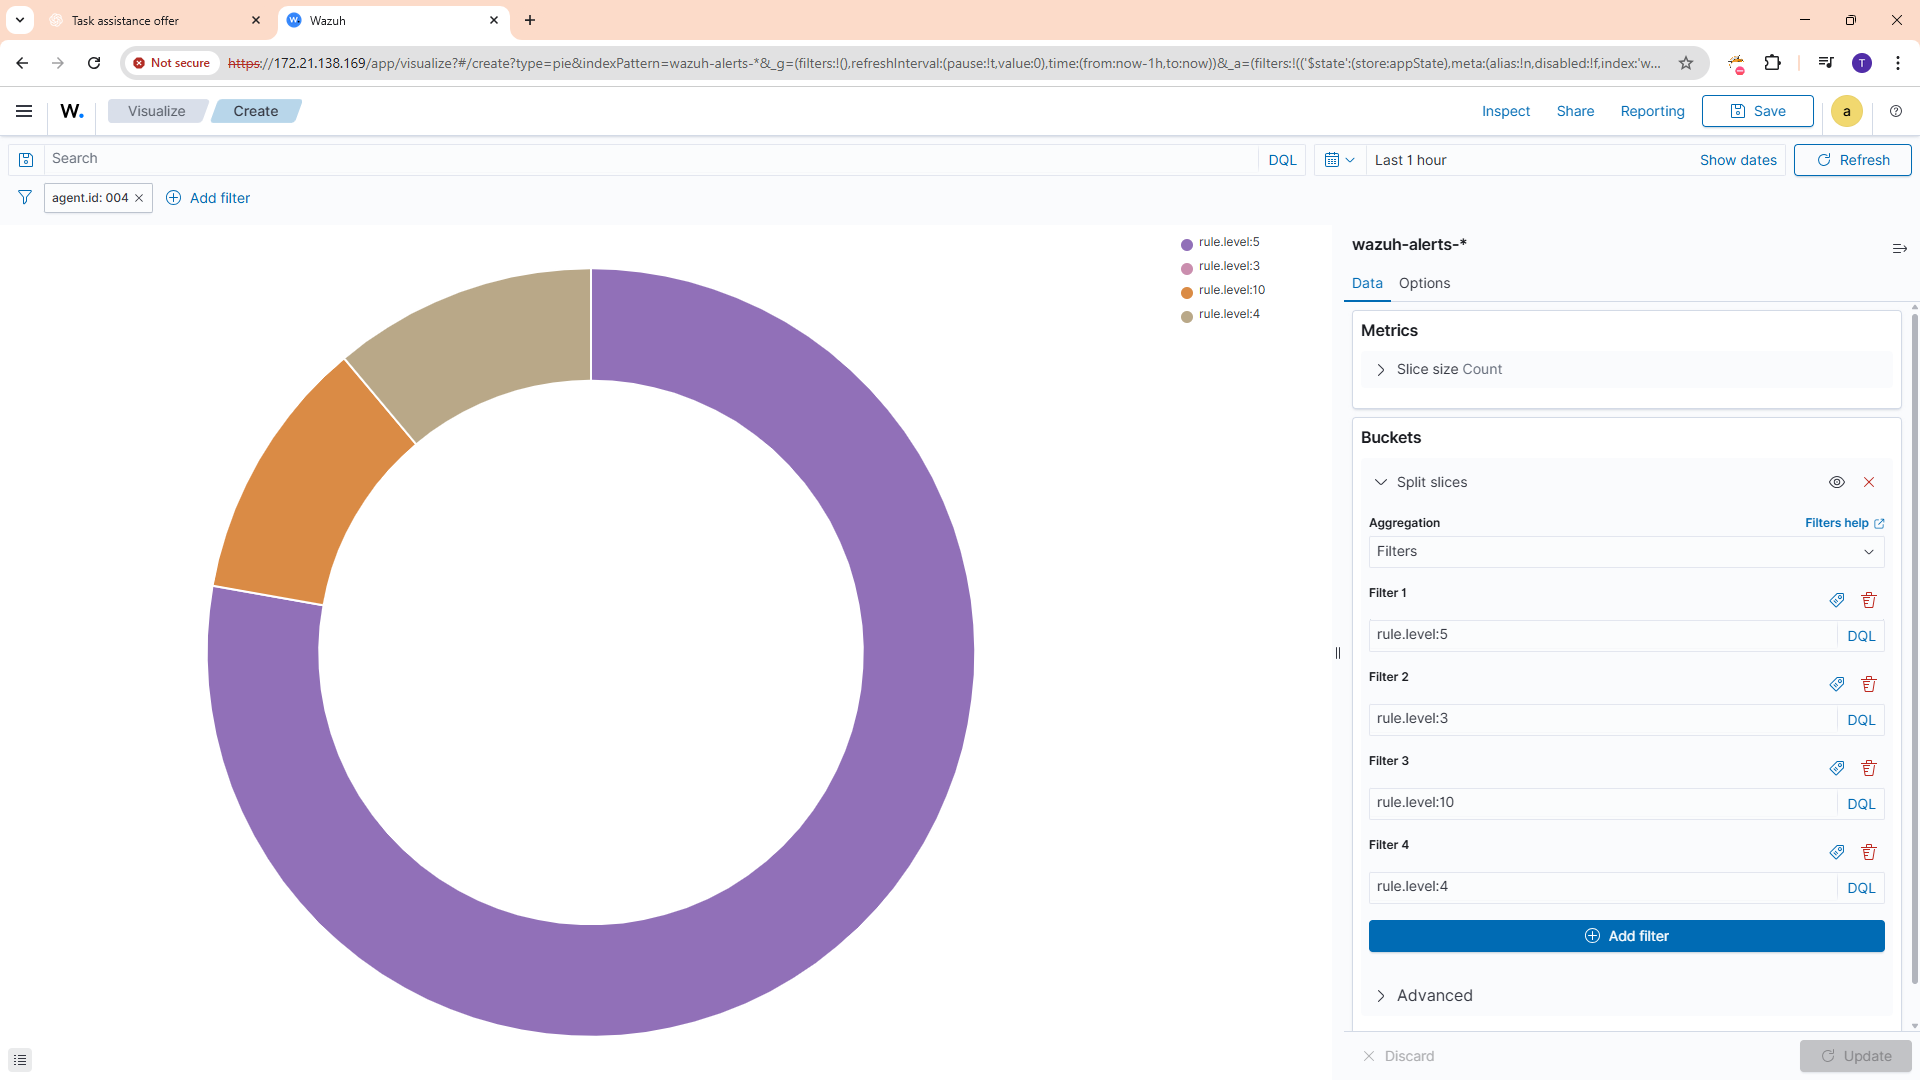 Task assistance offer
Wazuh
Not secure
https://172.21.138.169/app/visualize?#/create?type=pie&indexPattern=wazuh-alerts-*&_g=(filters:!(),refreshInterval:(pause:!t,value:0),time:(from:now-1h,to:now))&_a=(filters:!(('$state':(store:appState),meta:(alias:!n,disabled:!f,index:'w...
T
W.
Visualize
Create
Inspect
Share
Reporting
Save
a
Search
DQL
Last 1 hour
Show dates
Refresh
agent.id: 004
Add filter
rule.level:5
rule.level:3
rule.level:10
rule.level:4
wazuh-alerts-*
Data
Options
Metrics
Slice size Count
Buckets
Split slices
Aggregation
Filters help
Filters
Filter 1
rule.level:5
DQL
Filter 2
rule.level:3
DQL
Filter 3
rule.level:10
DQL
Filter 4
rule.level:4
DQL
Add filter
Advanced
Discard
Update